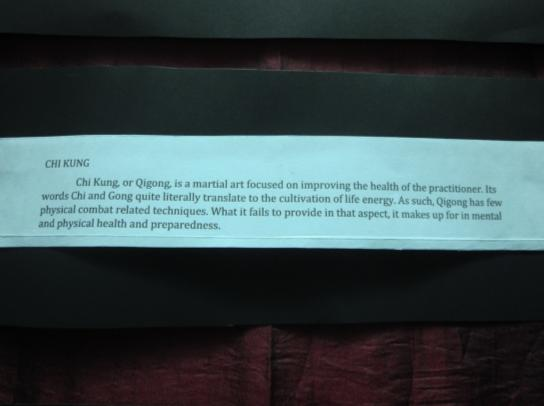 CHI KUNG
Chi Kung, or Qigong, is a martial art focused on improving the health of the practitioner. Its
words Chi and Gong quite literally translate to the cultivation of life energy. As such, Qigong has few
physical combat related techniques. What it fails to provide in that aspect, it makes up for in mental
and physical health and preparedness.